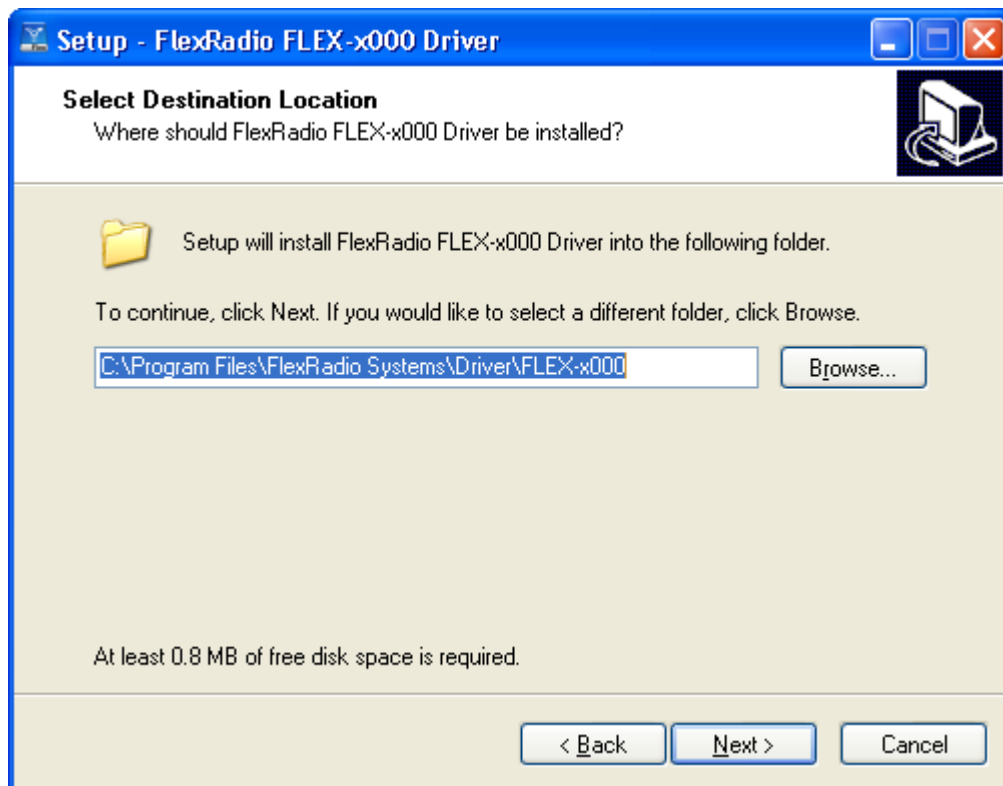 Setup - FlexRadio FLEX-x000 Driver
Select Destination Location
Where should FlexRadio FLEX-x000 Driver be installed?
Setup will install FlexRadio FLEX-x000 Driver into the following folder.
To continue, click Next. If you would like to select a different folder, click Browse.
C:\Program Files\FlexRadio Systems\Driver\FLEX-x000
Browse...
At least 0.8 MB of free disk space is required.
< Back
Next >
Cancel